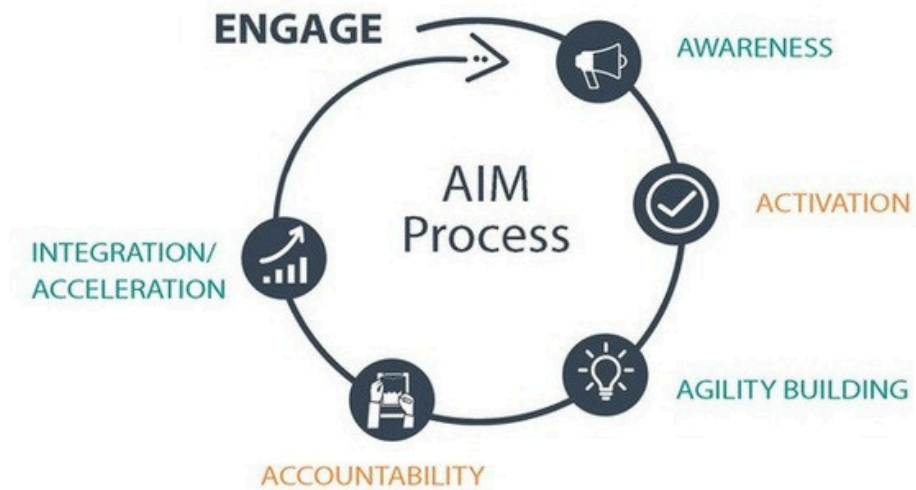 ENGAGE
AWARENESS
AIM
Process
ACTIVATION
INTEGRATION/
ACCELERATION
AGILITY BUILDING
ACCOUNTABILITY